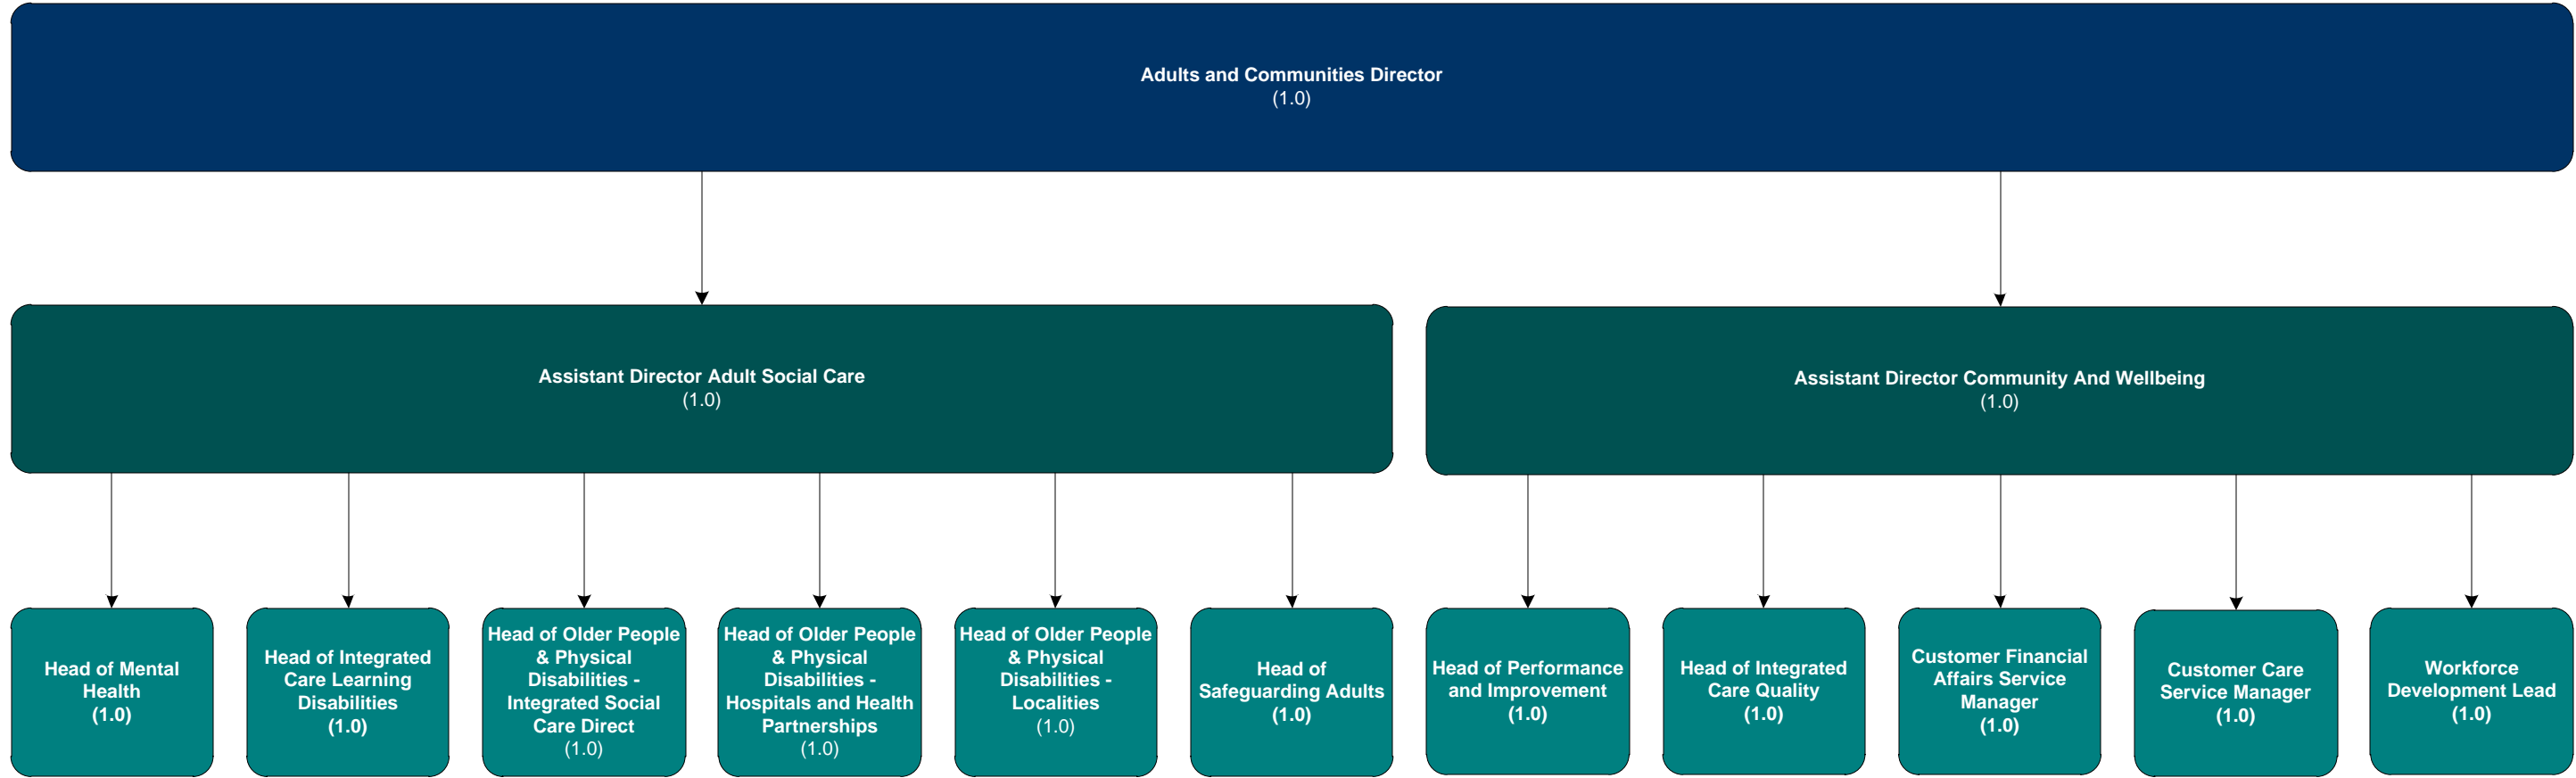 Adults and Communities Director
(1.0)
Assistant Director Adult Social Care
(1.0)
Assistant Director Community And Wellbeing
(1.0)
Head of Mental
Health
(1.0)
Head of Integrated
Care Learning
Disabilities
(1.0)
Head of Older People
& Physical
Disabilities -
Integrated Social
Care Direct
(1.0)
Head of Older People
& Physical
Disabilities -
Hospitals and Health
Partnerships
(1.0)
Head of Older People
& Physical
Disabilities -
Localities
(1.0)
Head of
Safeguarding Adults
(1.0)
Head of Performance
and Improvement
(1.0)
Head of Integrated
Care Quality
(1.0)
Customer Financial
Affairs Service
Manager
(1.0)
Customer Care
Service Manager
(1.0)
Workforce
Development Lead
(1.0)